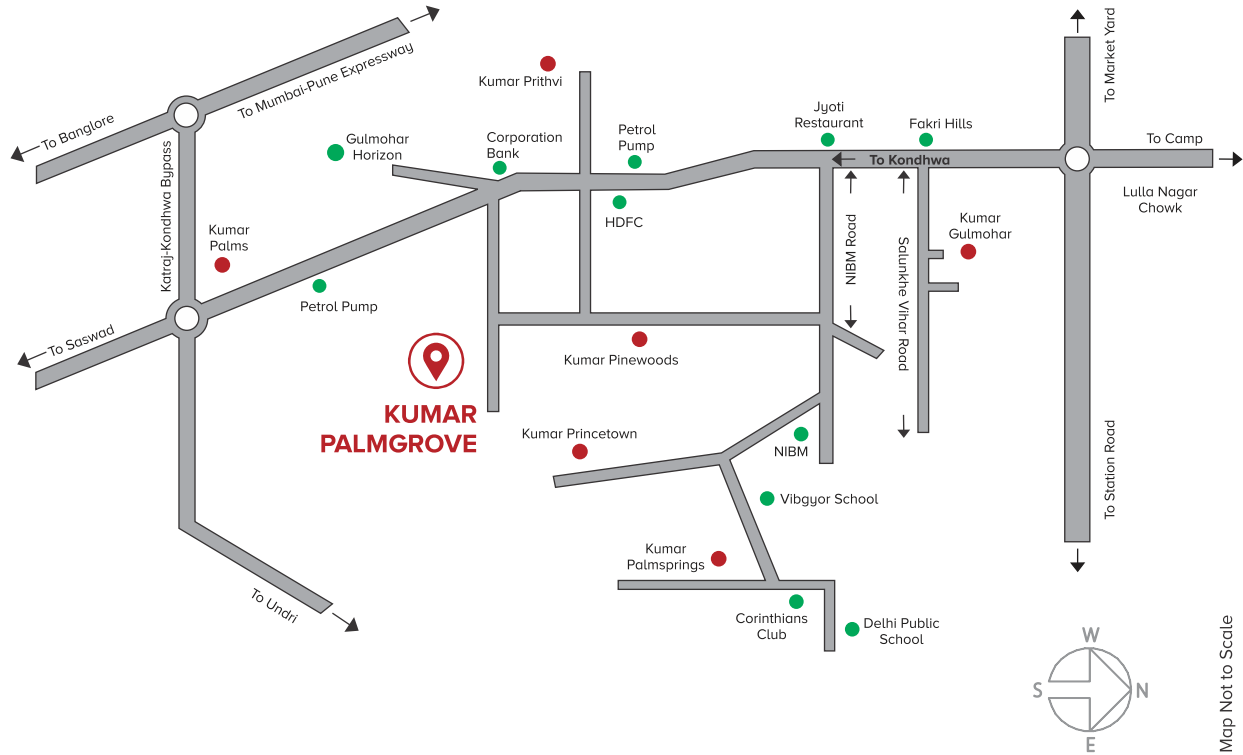 To Market Yard
To Mumbai-Pune Expressway
To Banglore
Kumar Prithvi
Gulmohar
Horizon
Corporation
Bank
Petrol
Pump
Jyoti
Restaurant
Fakri Hills
To Camp
To Kondhwa
Lulla Nagar
Chowk
Katraj-Kondhwa Bypass
HDFC
Kumar
Palms
NIBM Road
Salunkhe Vihar Road
Kumar
Gulmohar
Petrol Pump
To Saswad
Kumar Pinewoods
KUMAR
PALMGROVE
Kumar Princetown
NIBM
To Station Road
Vibgyor School
Kumar
Palmsprings
To Undri
Corinthians
Club
Delhi Public
School
W
S
N
E
Map Not to Scale